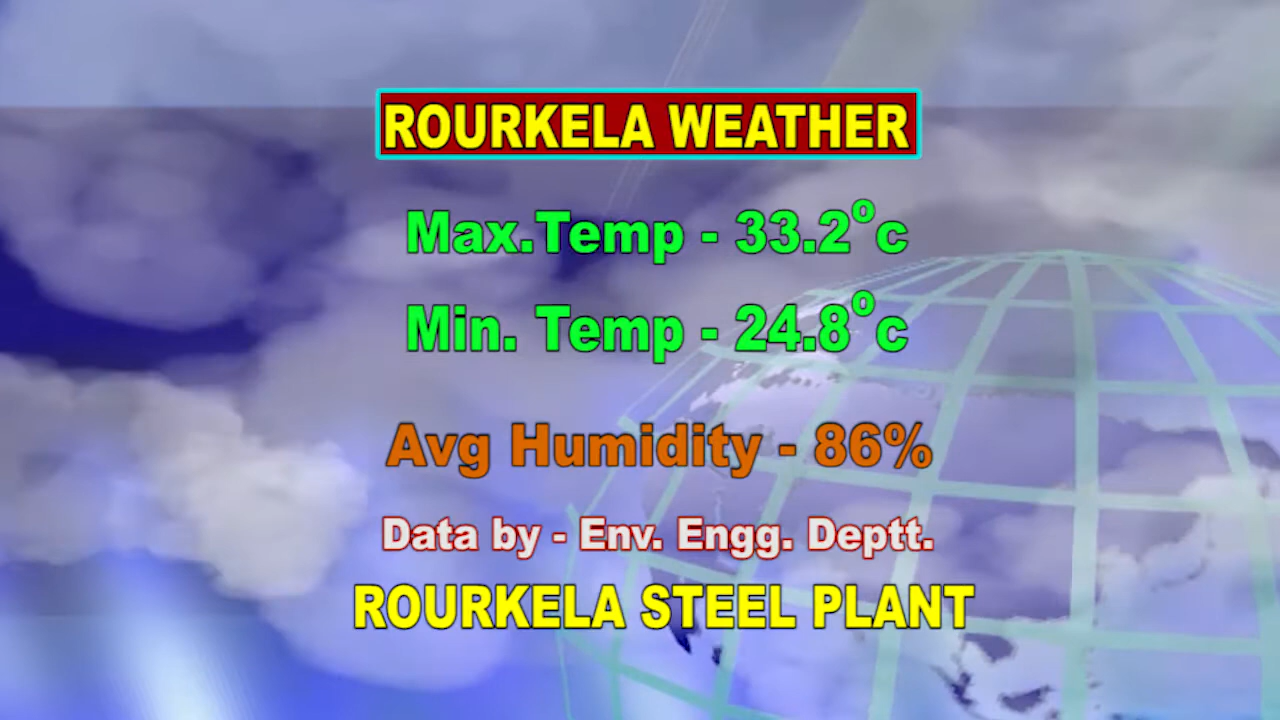 ROURKELA WEATHER
Max.Temp - 33.2°c
Min. Temp - 24.8°c
Avg Humidity - 86%
Data by - Env. Engg. Deptt.
ROURKELA STEEL PLANT